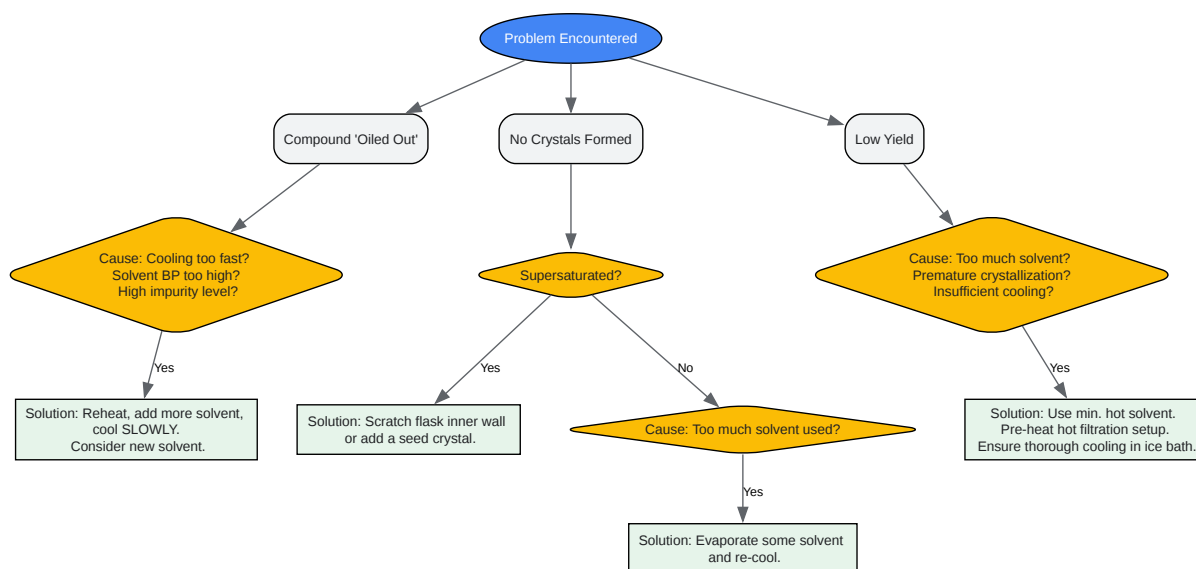 Problem Encountered
Compound 'Oiled Out'
No Crystals Formed
Low Yield
Cause: Cooling too fast?
Solvent BP too high?
High impurity level?
Supersaturated?
Cause: Too much solvent?
Premature crystallization?
Insufficient cooling?
Yes
Yes
No
Yes
Solution: Reheat, add more solvent,
cool SLOWLY.
Consider new solvent.
Solution: Scratch flask inner wall
or add a seed crystal.
Cause: Too much solvent used?
Solution: Use min. hot solvent.
Pre-heat hot filtration setup.
Ensure thorough cooling in ice bath.
Yes
Solution: Evaporate some solvent
and re-cool.